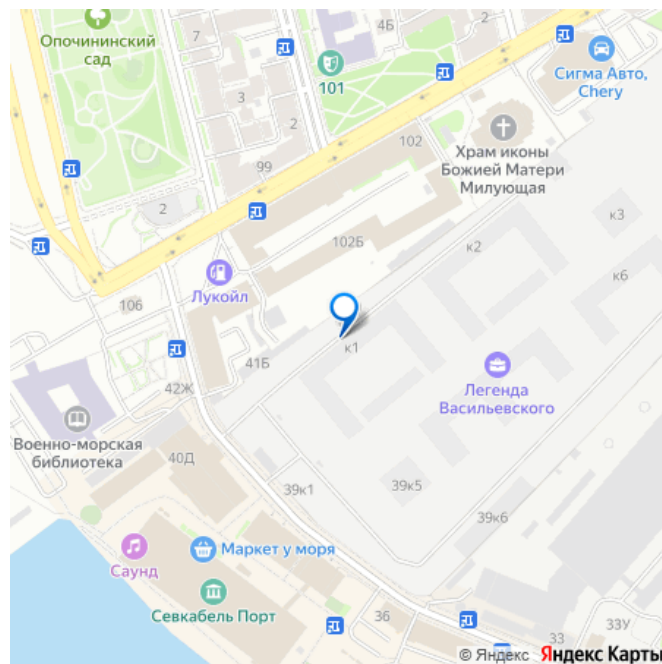 Опочининский
сад
7
4Б
2
101
Сигма Авто,
Chery
3
2
102
99
Храм иконы
Божией Матери
Милующая
2
к3
102Б
к2
к6
Лукойл
106
к1
41Б
42Ж
Легенда
Васильевского
Военно-морская
библиотека
40Д
39к1
39к5
39к6
Маркет у моря
Саунд
Севкабель Порт
36
33
33У
© Яндекс Яндекс Карты